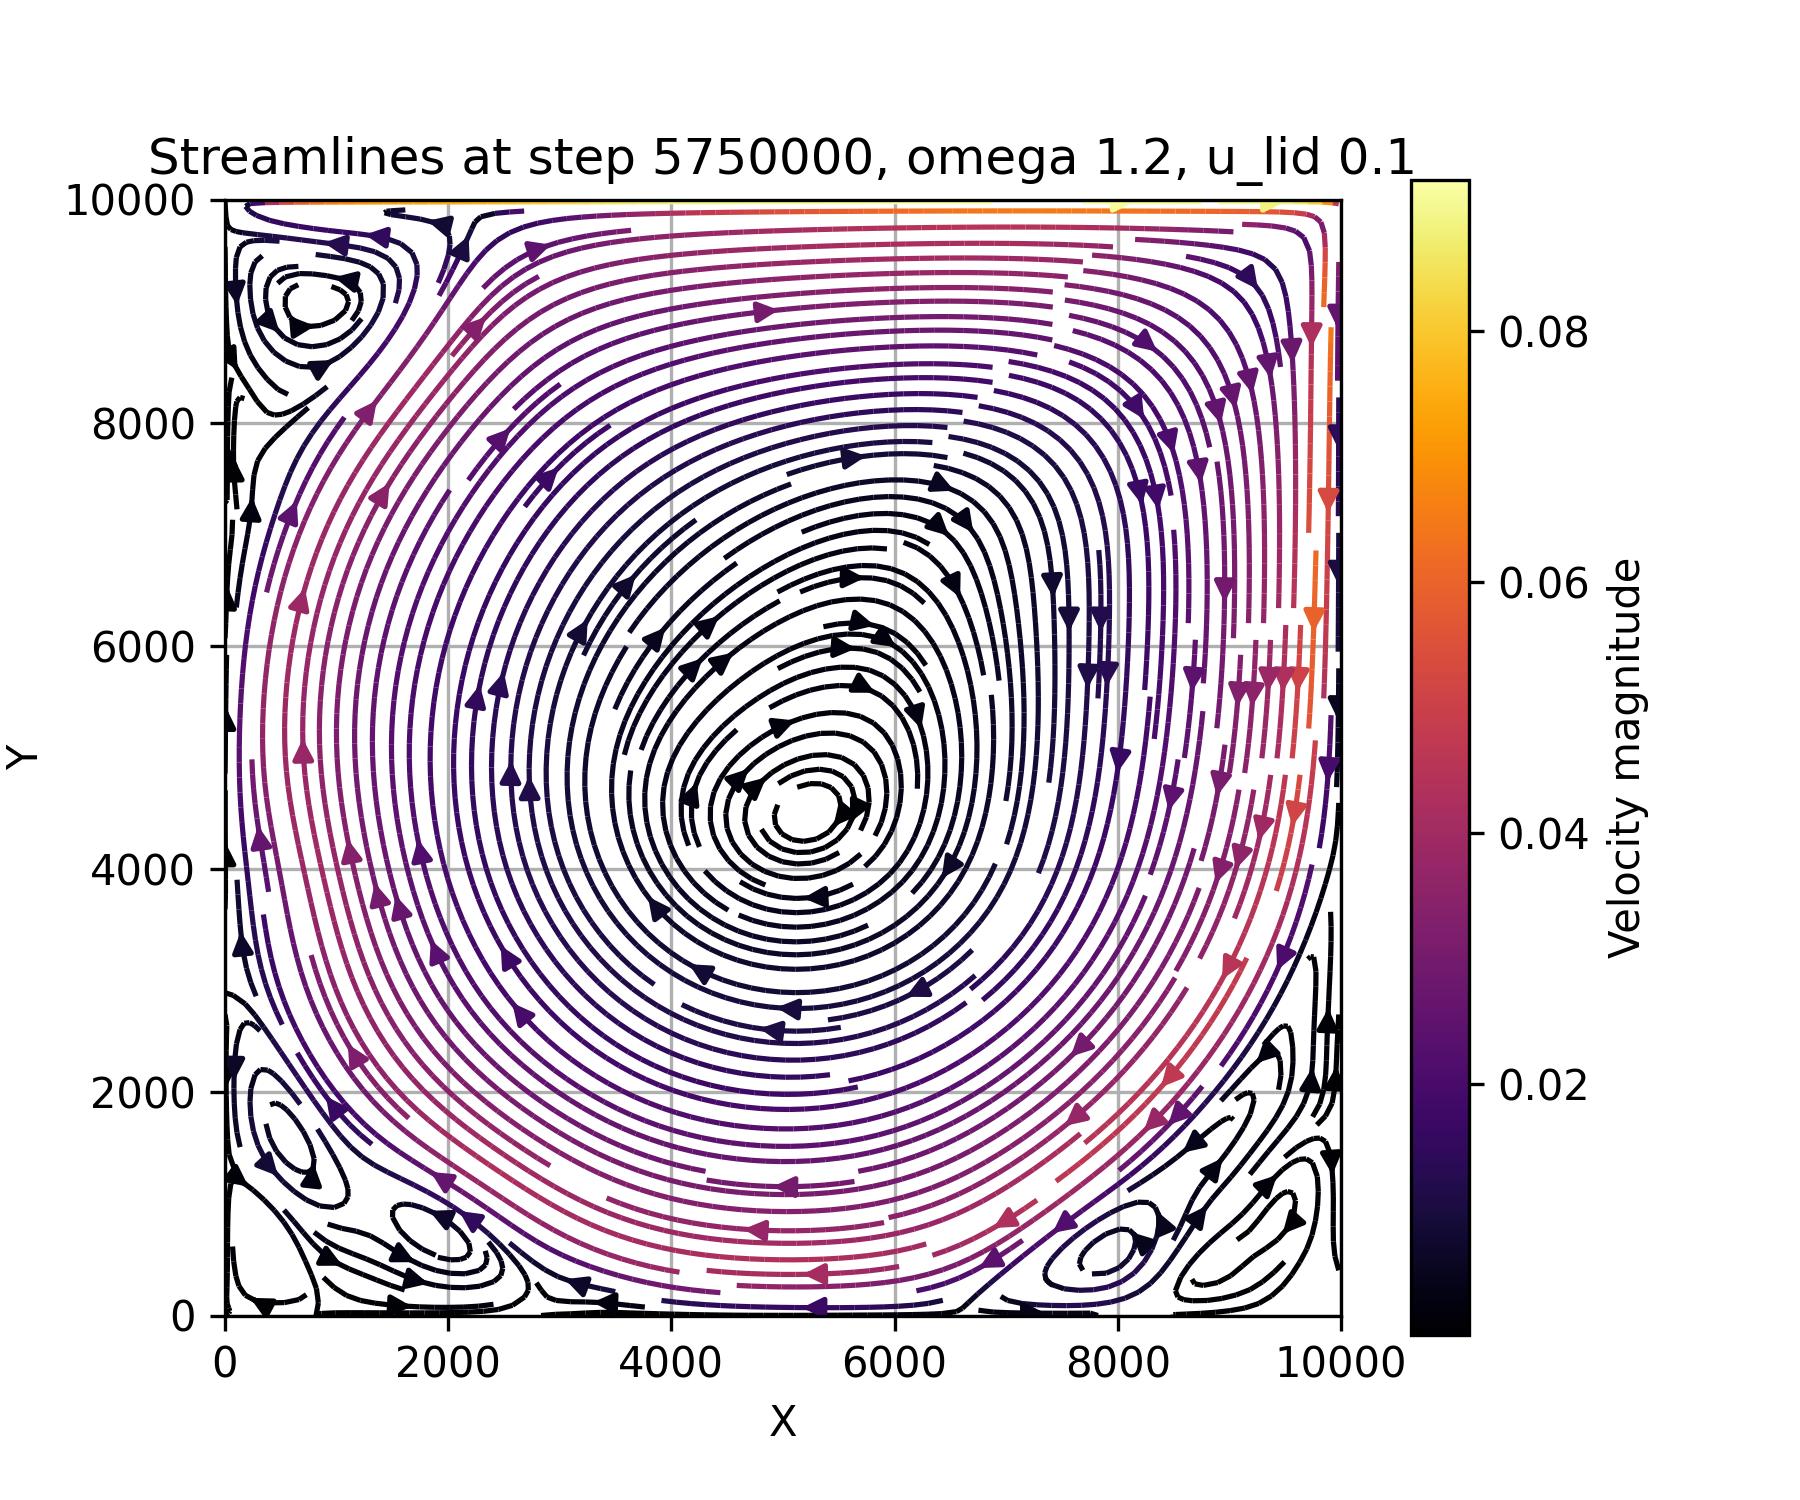 Streamlines at step 5750000, omega 1.2, u_lid 0.1
10000
8000
6000
4000
2000
0
Y
0 2000 4000 6000 8000 10000
X
0.08
0.06
0.04
0.02
Velocity magnitude